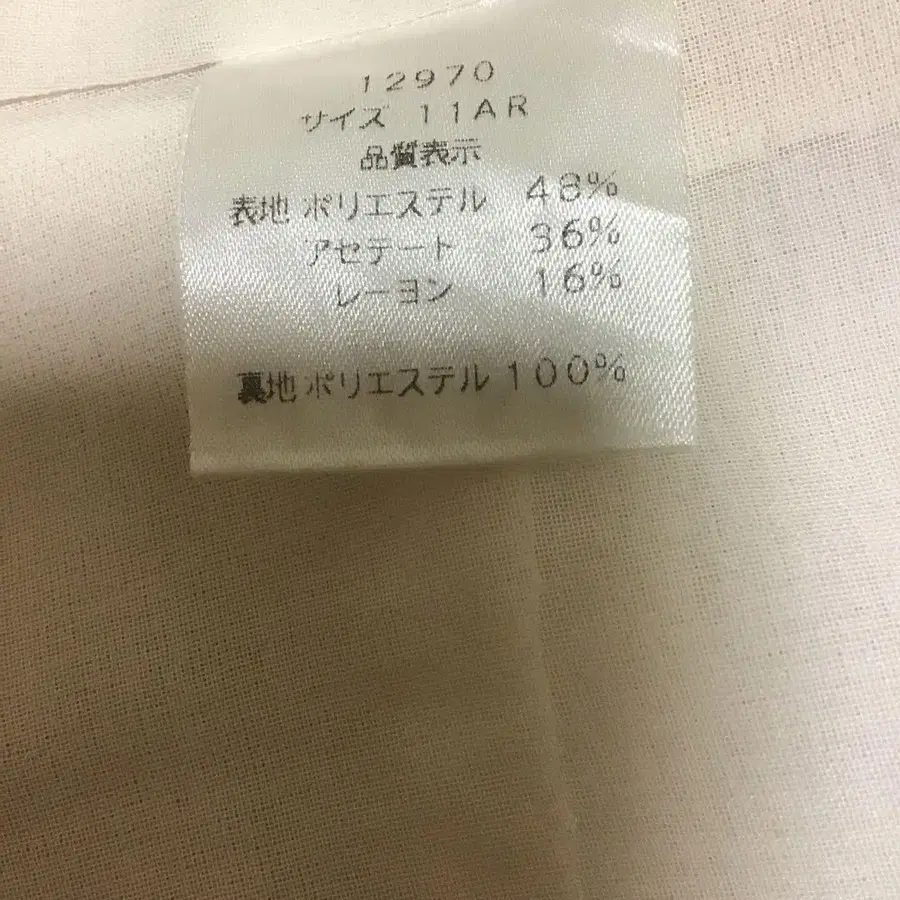 12970
サイズ 11AR
品質表示
表地 ポリエステル 48%
アセテート 36%
レーヨン 16%
裏地 ポリエステル 100%